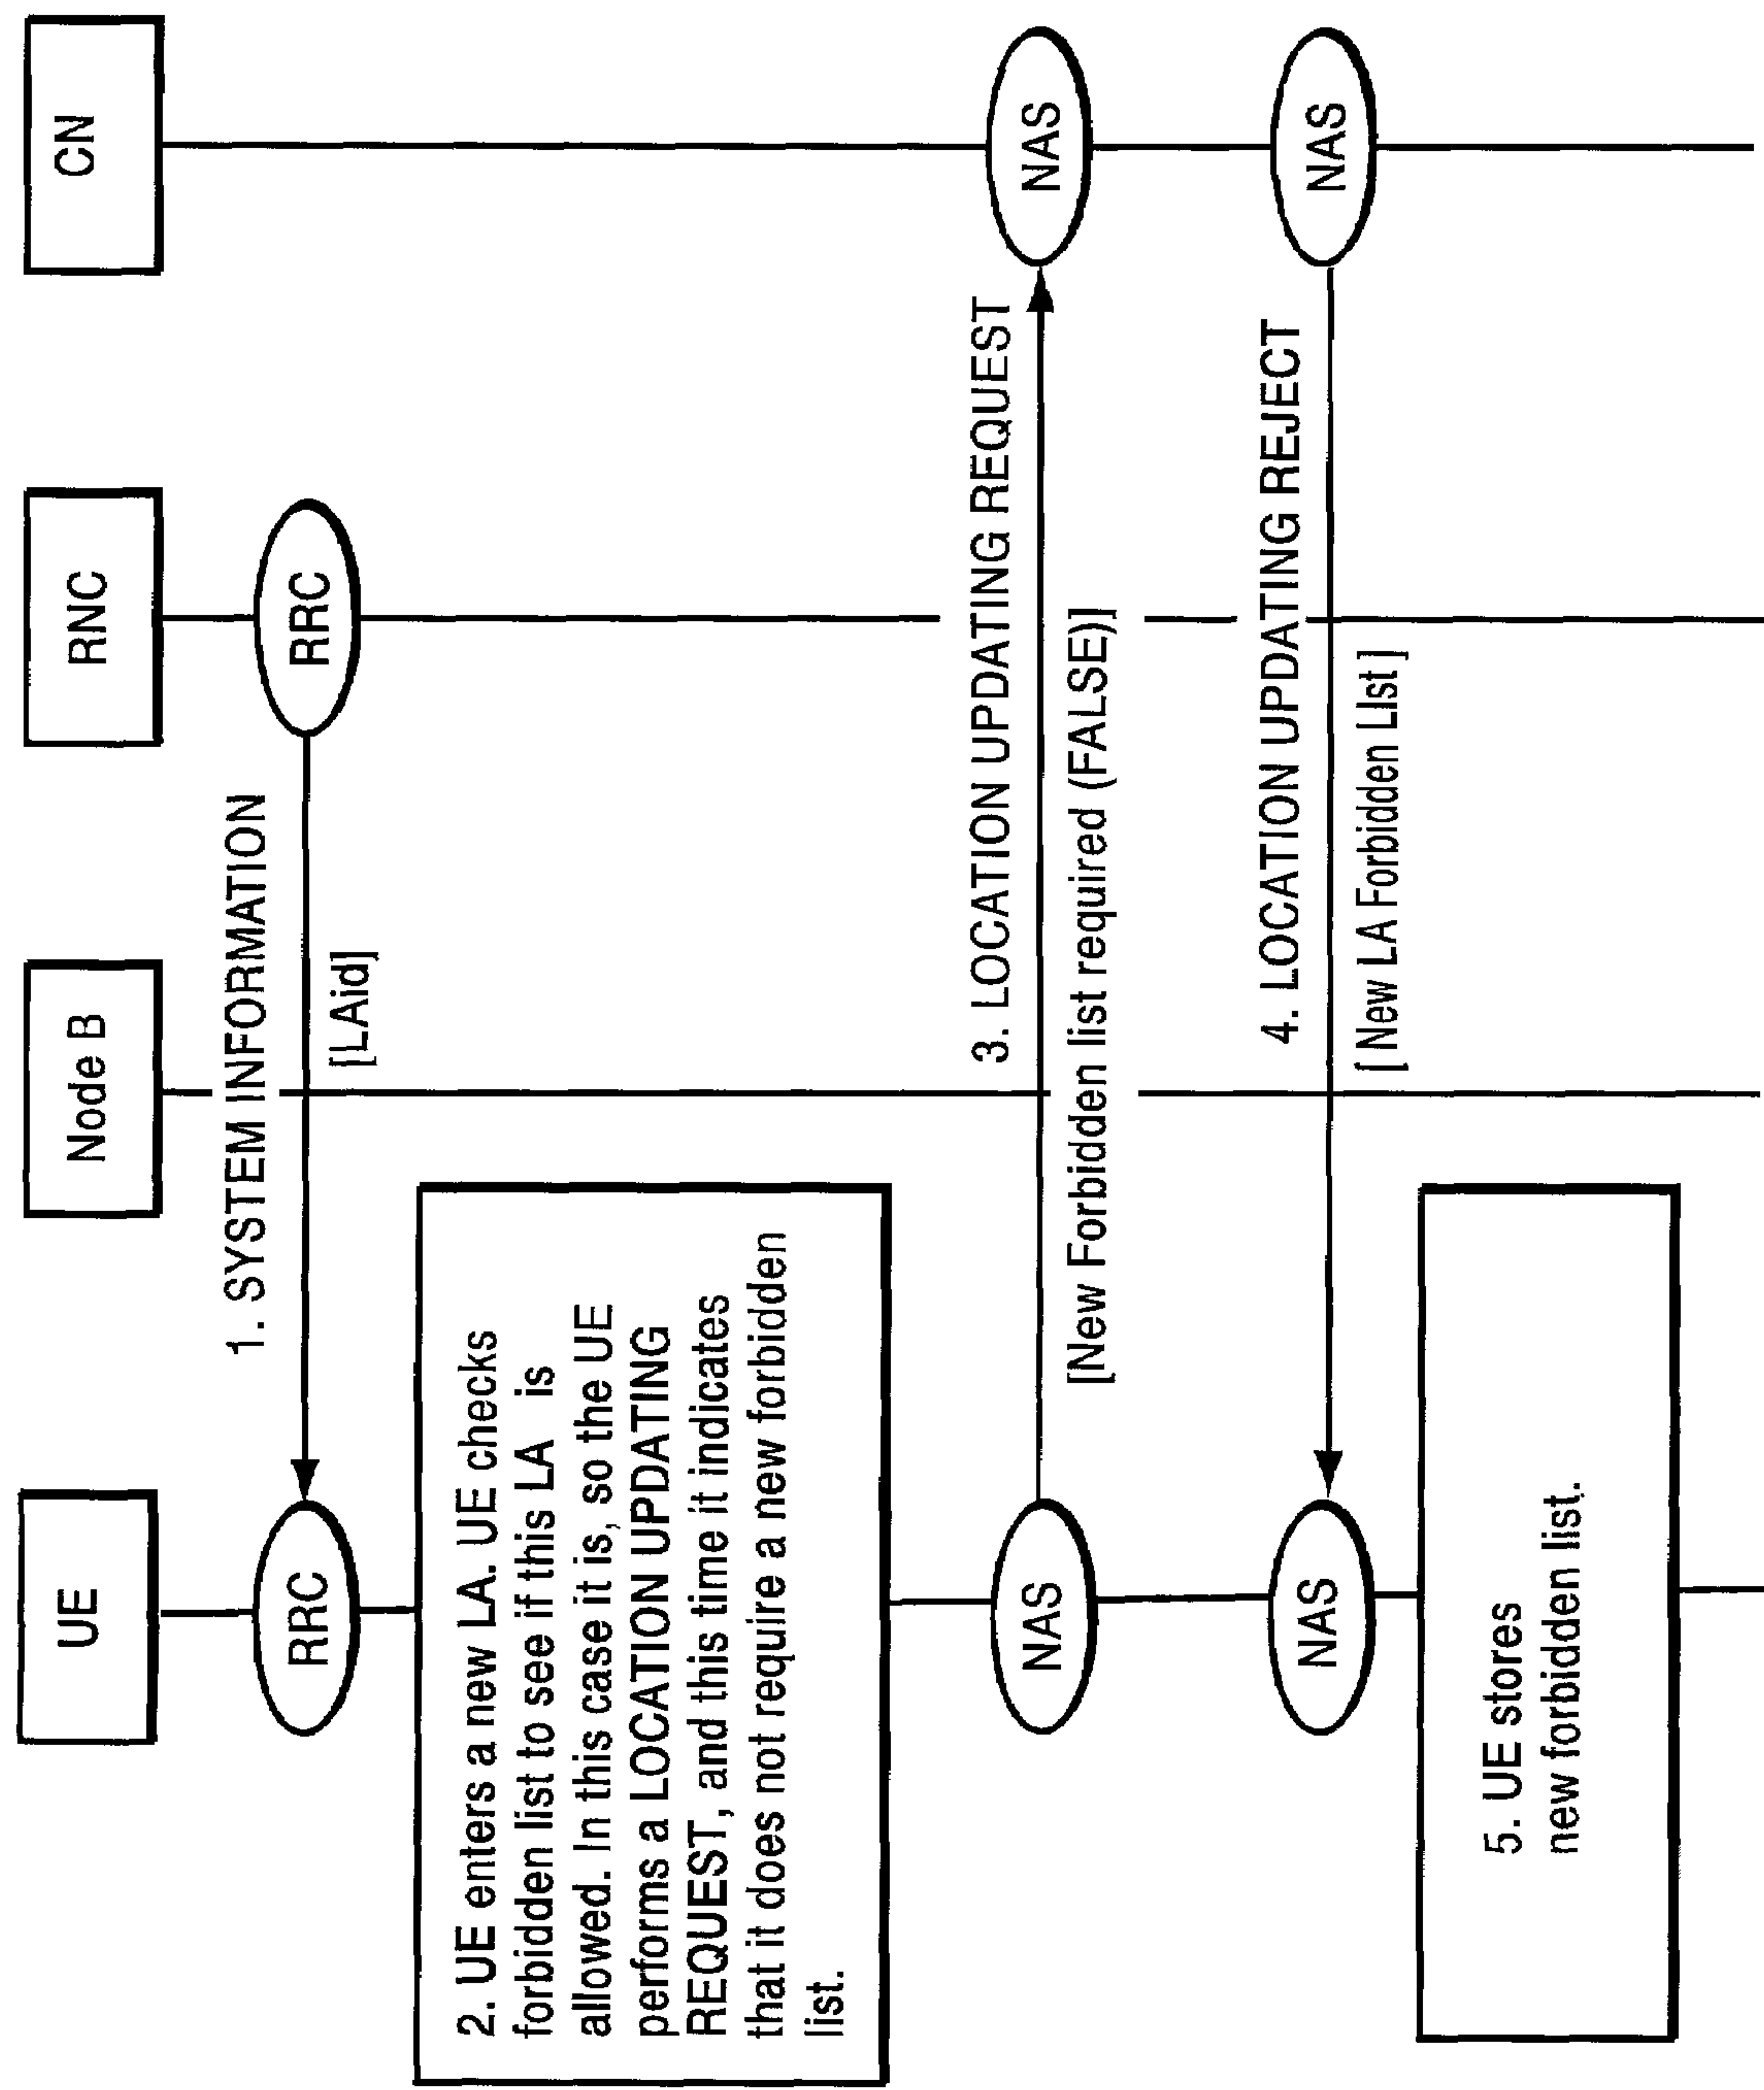 UE
Node B
RNC
CN
1. SYSTEM INFORMATION
RRC
RRC
[LAid]
2. UE enters a new LA. UE checks
forbidden list to see if this LA is
allowed. In this case it is, so the UE
performs a LOCATION UPDATING
REQUEST, and this time it indicates
that it does not require a new forbidden
list.
3. LOCATION UPDATING REQUEST
NAS
NAS
[New Forbidden list required (FALSE)]
4. LOCATION UPDATING REJECT
NAS
NAS
[ New LA Forbidden LIst]
5. UE stores
new forbidden list.